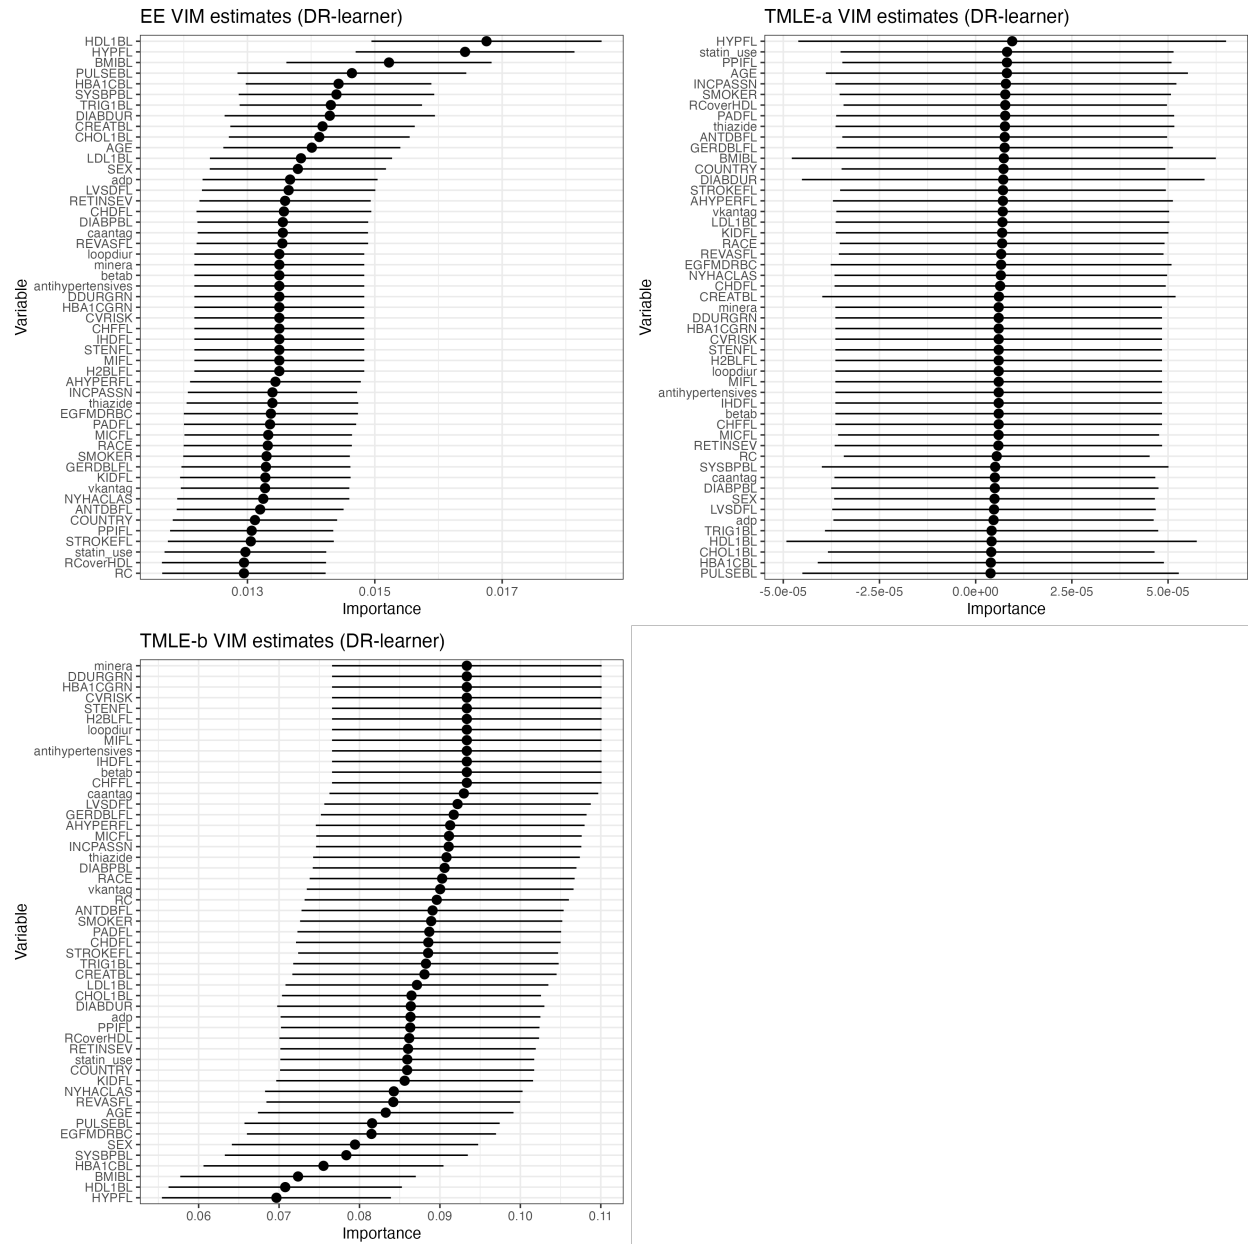 EE VIM estimates (DR-learner)
HDL1BL
HYPFL
BMIBL
PULSEBL
HBA1CBL
SYSBPBL
TRIG1BL
DIABDUR
CREATBL
CHOL1BL
AGE
LDL1BL
SEX
adp
LVSDFL
RETINSEV
CHDFL
DIABPBL
caantag
REVASFL
loopdiur
minera
betab
antihypertensives
DDURGRN
HBA1CGRN
CVRISK
CHFFL
IHDFL
STENFL
MIFL
H2BLFL
AHYPERFL
INCPASSN
thiazide
EGFMDRBC
PADFL
MICFL
RACE
SMOKER
GERDBLFL
KIDFL
vkantag
NYHACLAS
ANTDBFL
COUNTRY
PPIFL
STROKEFL
statin_use
RCoverHDL
RC
Variable
0.013 0.015 0.017
Importance
TMLE-a VIM estimates (DR-learner)
HYPFL
statin_use
PPIFL
AGE
INCPASSN
SMOKER
RCoverHDL
PADFL
thiazide
ANTDBFL
GERDBLFL
BMIBL
COUNTRY
DIABDUR
STROKEFL
AHYPERFL
vkantag
LDL1BL
KIDFL
RACE
REVASFL
EGFMDRBC
NYHACLAS
CHDFL
CREATBL
minera
DDURGRN
HBA1CGRN
CVRISK
STENFL
H2BLFL
loopdiur
MIFL
antihypertensives
IHDFL
betab
CHFFL
MICFL
RETINSEV
RC
SYSBPBL
caantag
DIABPBL
SEX
LVSDFL
adp
TRIG1BL
HDL1BL
CHOL1BL
HBA1CBL
PULSEBL
Variable
-5.0e-05 -2.5e-05 0.0e+00 2.5e-05 5.0e-05
Importance
TMLE-b VIM estimates (DR-learner)
minera
DDURGRN
HBA1CGRN
CVRISK
STENFL
H2BLFL
loopdiur
MIFL
antihypertensives
IHDFL
betab
CHFFL
caantag
LVSDFL
GERDBLFL
AHYPERFL
MICFL
INCPASSN
thiazide
DIABPBL
RACE
vkantag
RC
ANTDBFL
SMOKER
PADFL
CHDFL
STROKEFL
TRIG1BL
CREATBL
LDL1BL
CHOL1BL
DIABDUR
adp
PPIFL
RCoverHDL
RETINSEV
statin_use
COUNTRY
KIDFL
NYHACLAS
REVASFL
AGE
PULSEBL
EGFMDRBC
SEX
SYSBPBL
HBA1CBL
BMIBL
HDL1BL
HYPFL
Variable
0.06 0.07 0.08 0.09 0.10 0.11
Importance